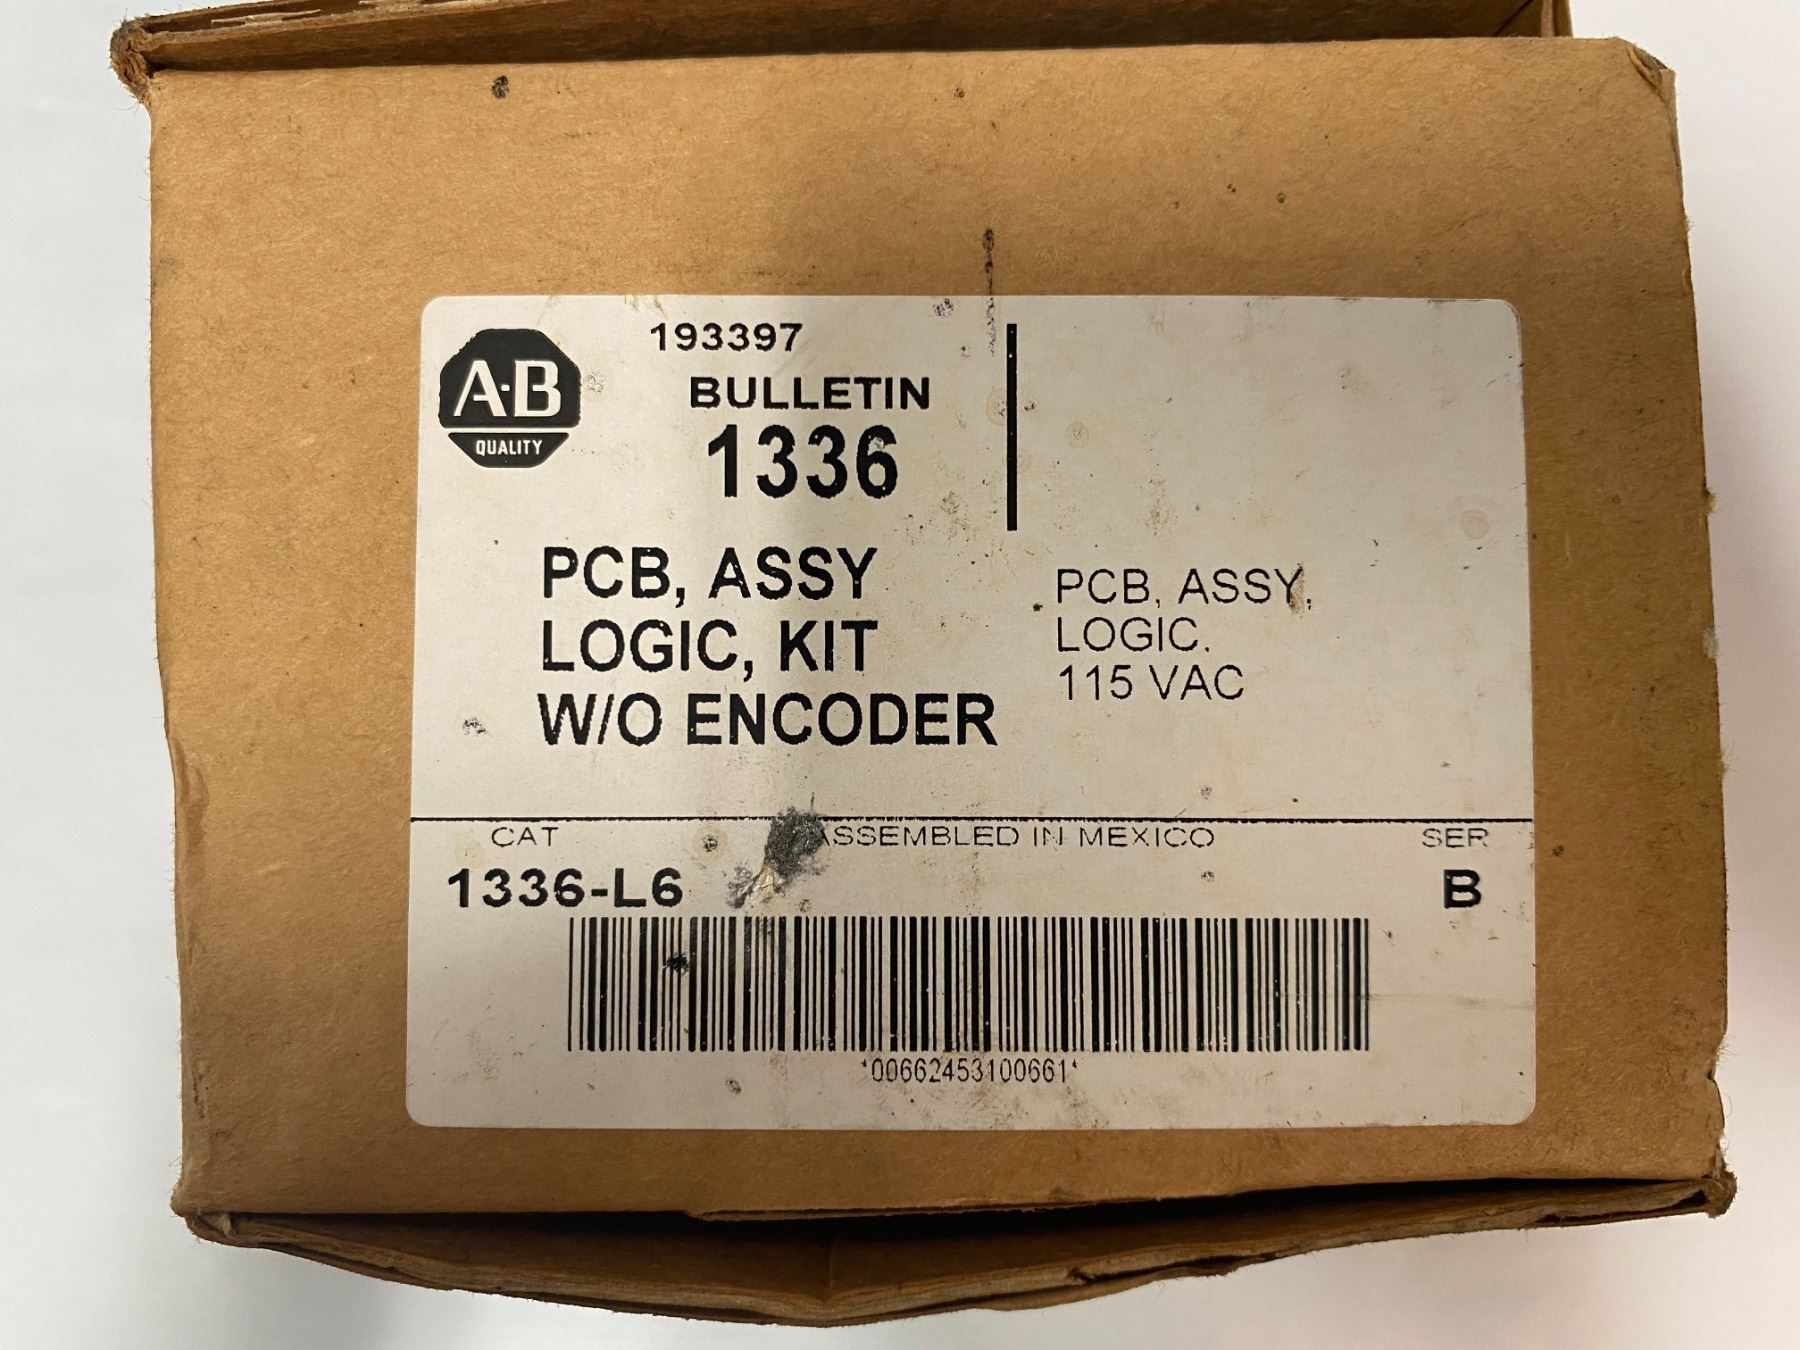 A·B
QUALITY
193397
BULLETIN
1336
PCB, ASSY
LOGIC, KIT
W/O ENCODER
PCB, ASSY,
LOGIC.
115 VAC
CAT
ASSEMBLED IN MEXICO
SER
1336-L6
B
*00662453100661*